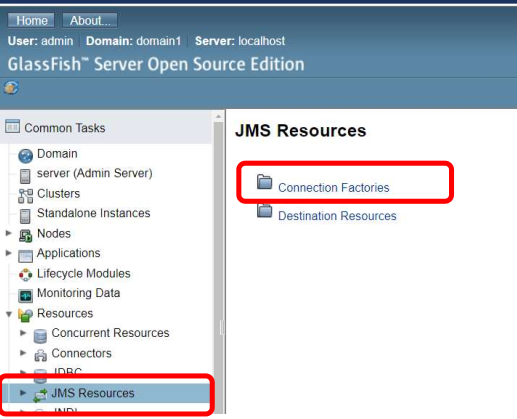 Home About...
User: admin Domain: domain1 Server: localhost
GlassFish™ Server Open Source Edition
Common Tasks
Domain
server (Admin Server)
Clusters
Standalone Instances
Nodes
Applications
Lifecycle Modules
Monitoring Data
Resources
Concurrent Resources
Connectors
JDBC
JMS Resources
JNDI
JMS Resources
Connection Factories
Destination Resources